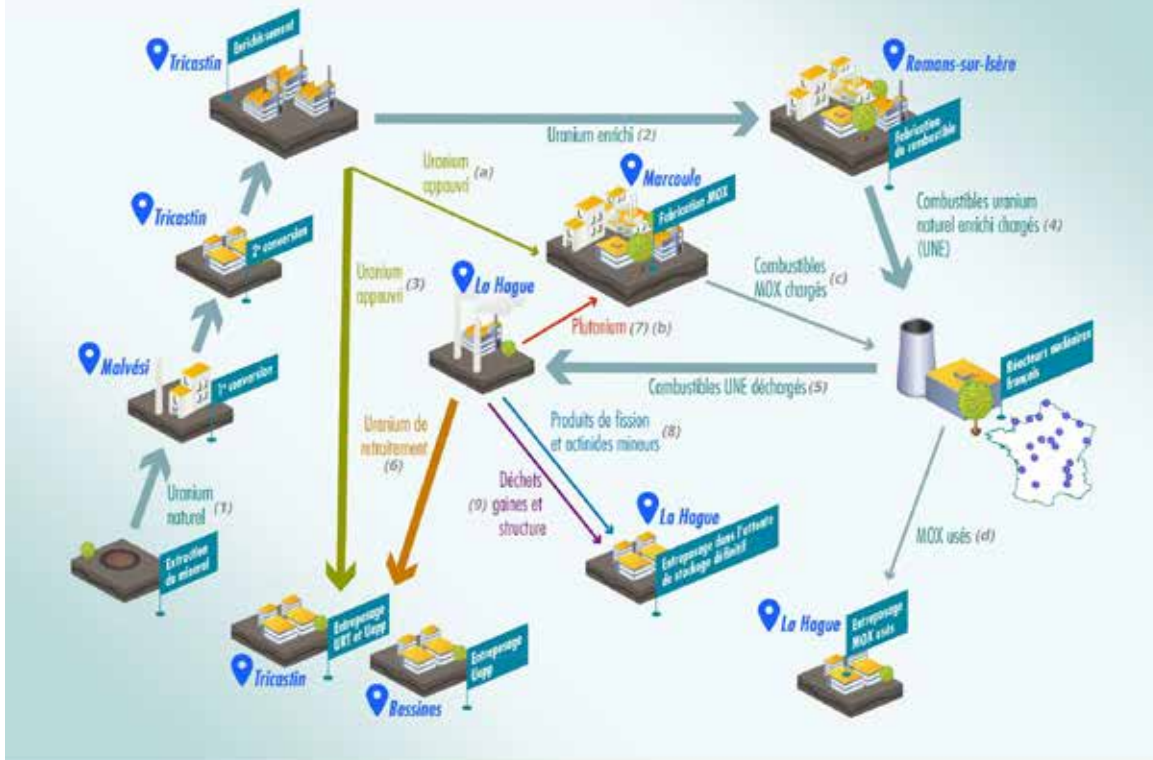 Tricastin
Enrichissement
Romans-sur-Isère
Fabrication
de combustible
Uranium enrichi (2)
Uranium
appauvri
(a)
Marcoule
Fabrication MOX
Combustibles uranium
naturel enrichi chargés (4)
(UNE)
Tricastin
2e conversion
Uranium
appauvri
(3)
La Hague
Combustibles
MOX chargés
(c)
Plutonium (7) (b)
Malvési
1e conversion
Combustibles UNE déchargés (5)
Réacteurs nucléaires
français
Uranium de
retraitement
(6)
Produits de fission
et actinides mineurs
(8)
Déchets
(9) gaines et
structure
Uranium
naturel
(1)
Extraction
du minerai
La Hague
Entreposage dans l'attente
de stockage définitif
MOX usés (d)
Entreposage
URT et Uapp
Tricastin
Entreposage
Uapp
Bessines
La Hague
Entreposage
MOX usés